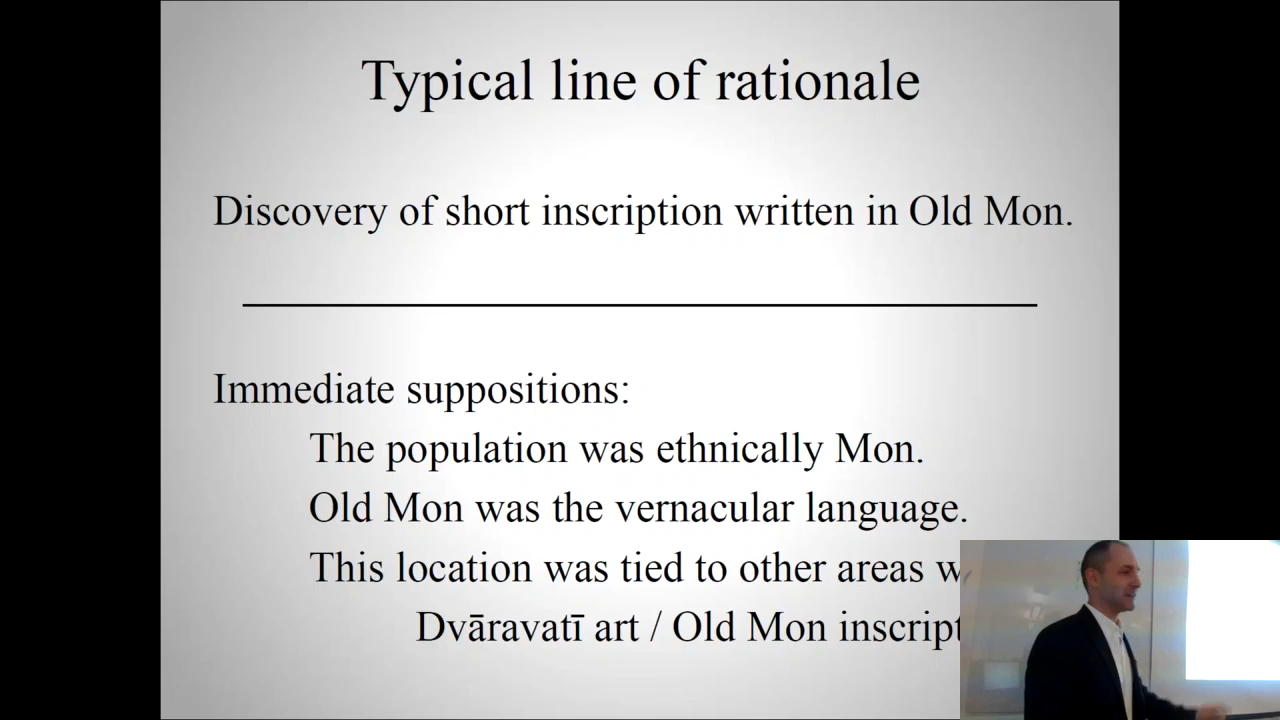 Typical line of rationale
Discovery of short inscription written in Old Mon.
Immediate suppositions:
The population was ethnically Mon.
Old Mon was the vernacular language.
This location was tied to other areas
Dvāravatī art / Old Mon